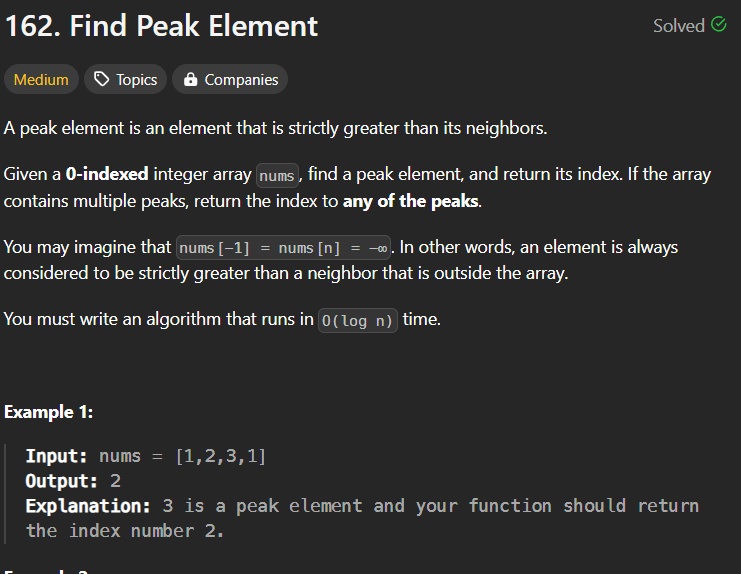 162. Find Peak Element
Solved
Medium
Topics
Companies
A peak element is an element that is strictly greater than its neighbors.
Given a 0-indexed integer array nums, find a peak element, and return its index. If the array
contains multiple peaks, return the index to any of the peaks.
You may imagine that nums[-1] = nums[n] = -∞. In other words, an element is always
considered to be strictly greater than a neighbor that is outside the array.
You must write an algorithm that runs in O(log n) time.
Example 1:
Input: nums = [1,2,3,1]
Output: 2
Explanation: 3 is a peak element and your function should return
the index number 2.